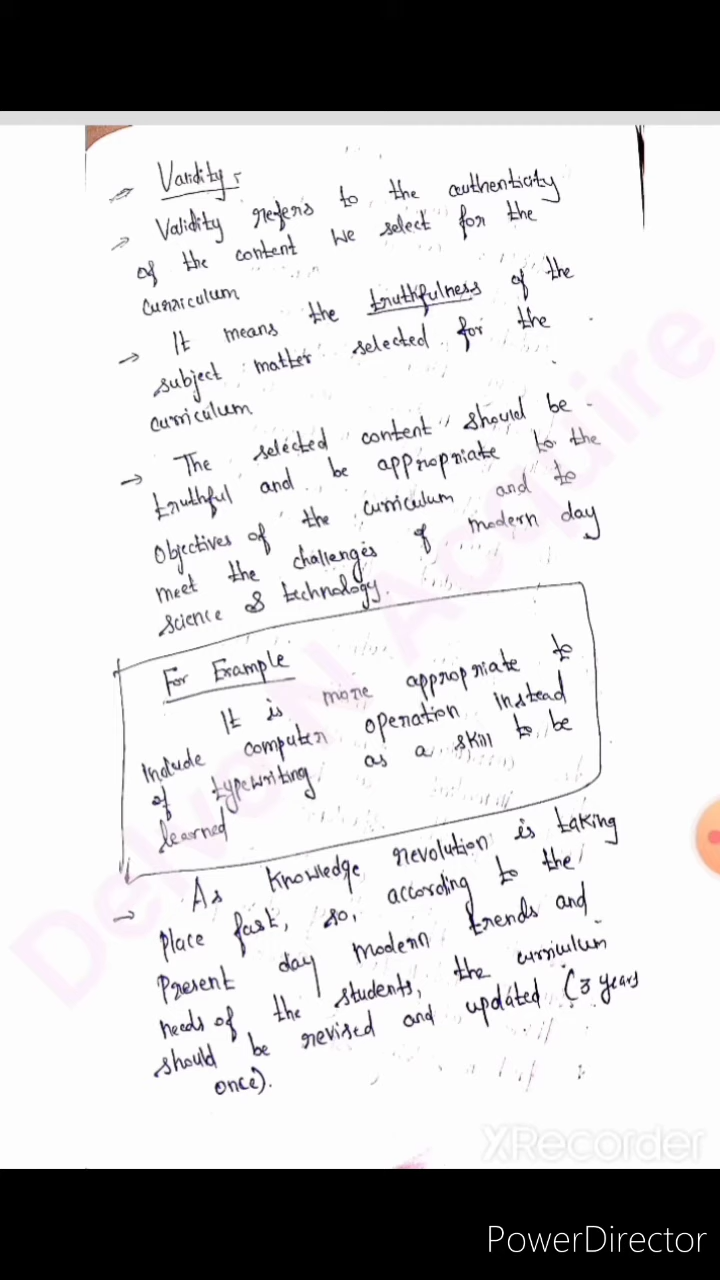 → Validity :
→ Validity refers to the authenticity
of the content we select for the
curriculum
→ It means the truthfulness of the
subject matter selected for the
curriculum
→ The selected content should be
truthful and be appropriate to the
objectives of the curriculum and to
meet the challenges of modern day
science & technology.
For Example
It is more appropriate to
include computer operation instead
of typewriting as a skill to be
learned
→ As knowledge revolution is taking
place fast, so, according to the
present day modern trends and
needs of the students, the curriculum
should be revised and updated (3 years
once).
Delve N Acquire
XRecorder
PowerDirector